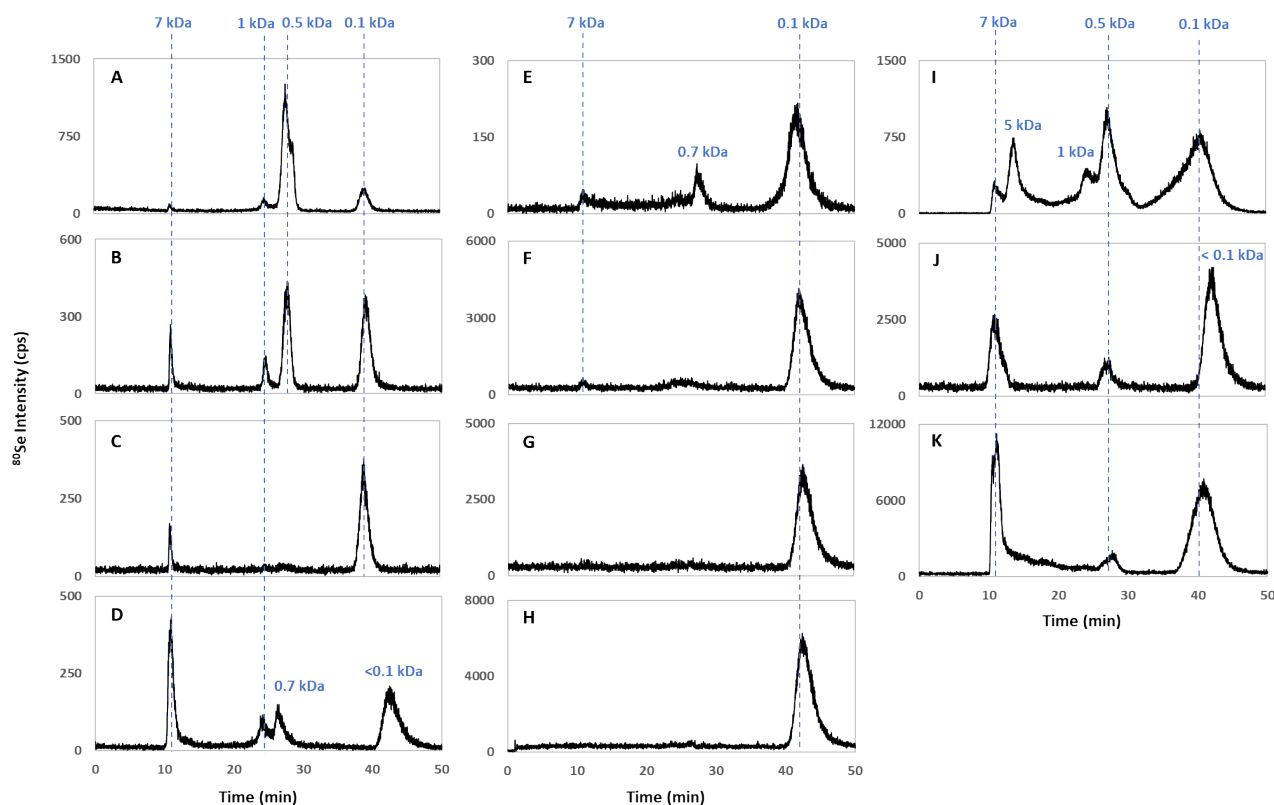 7 kDa 1 kDa 0.5 kDa 0.1 kDa 7 kDa 0.1 kDa 7 kDa 0.5 kDa 0.1 kDa
A
1500
750
0
B
600
300
0
C
500
250
0
D
<0.1 kDa
0.7 kDa
500
250
0
0 10 20 30 40 50
Time (min)
⁸⁰Se Intensity (cps)
E
300
150
0
0.7 kDa
F
6000
3000
0
G
5000
2500
0
H
8000
4000
0
0 10 20 30 40 50
Time (min)
I
1500
750
0
5 kDa
1 kDa
J
< 0.1 kDa
5000
2500
0
K
12000
6000
0
0 10 20 30 40 50
Time (min)